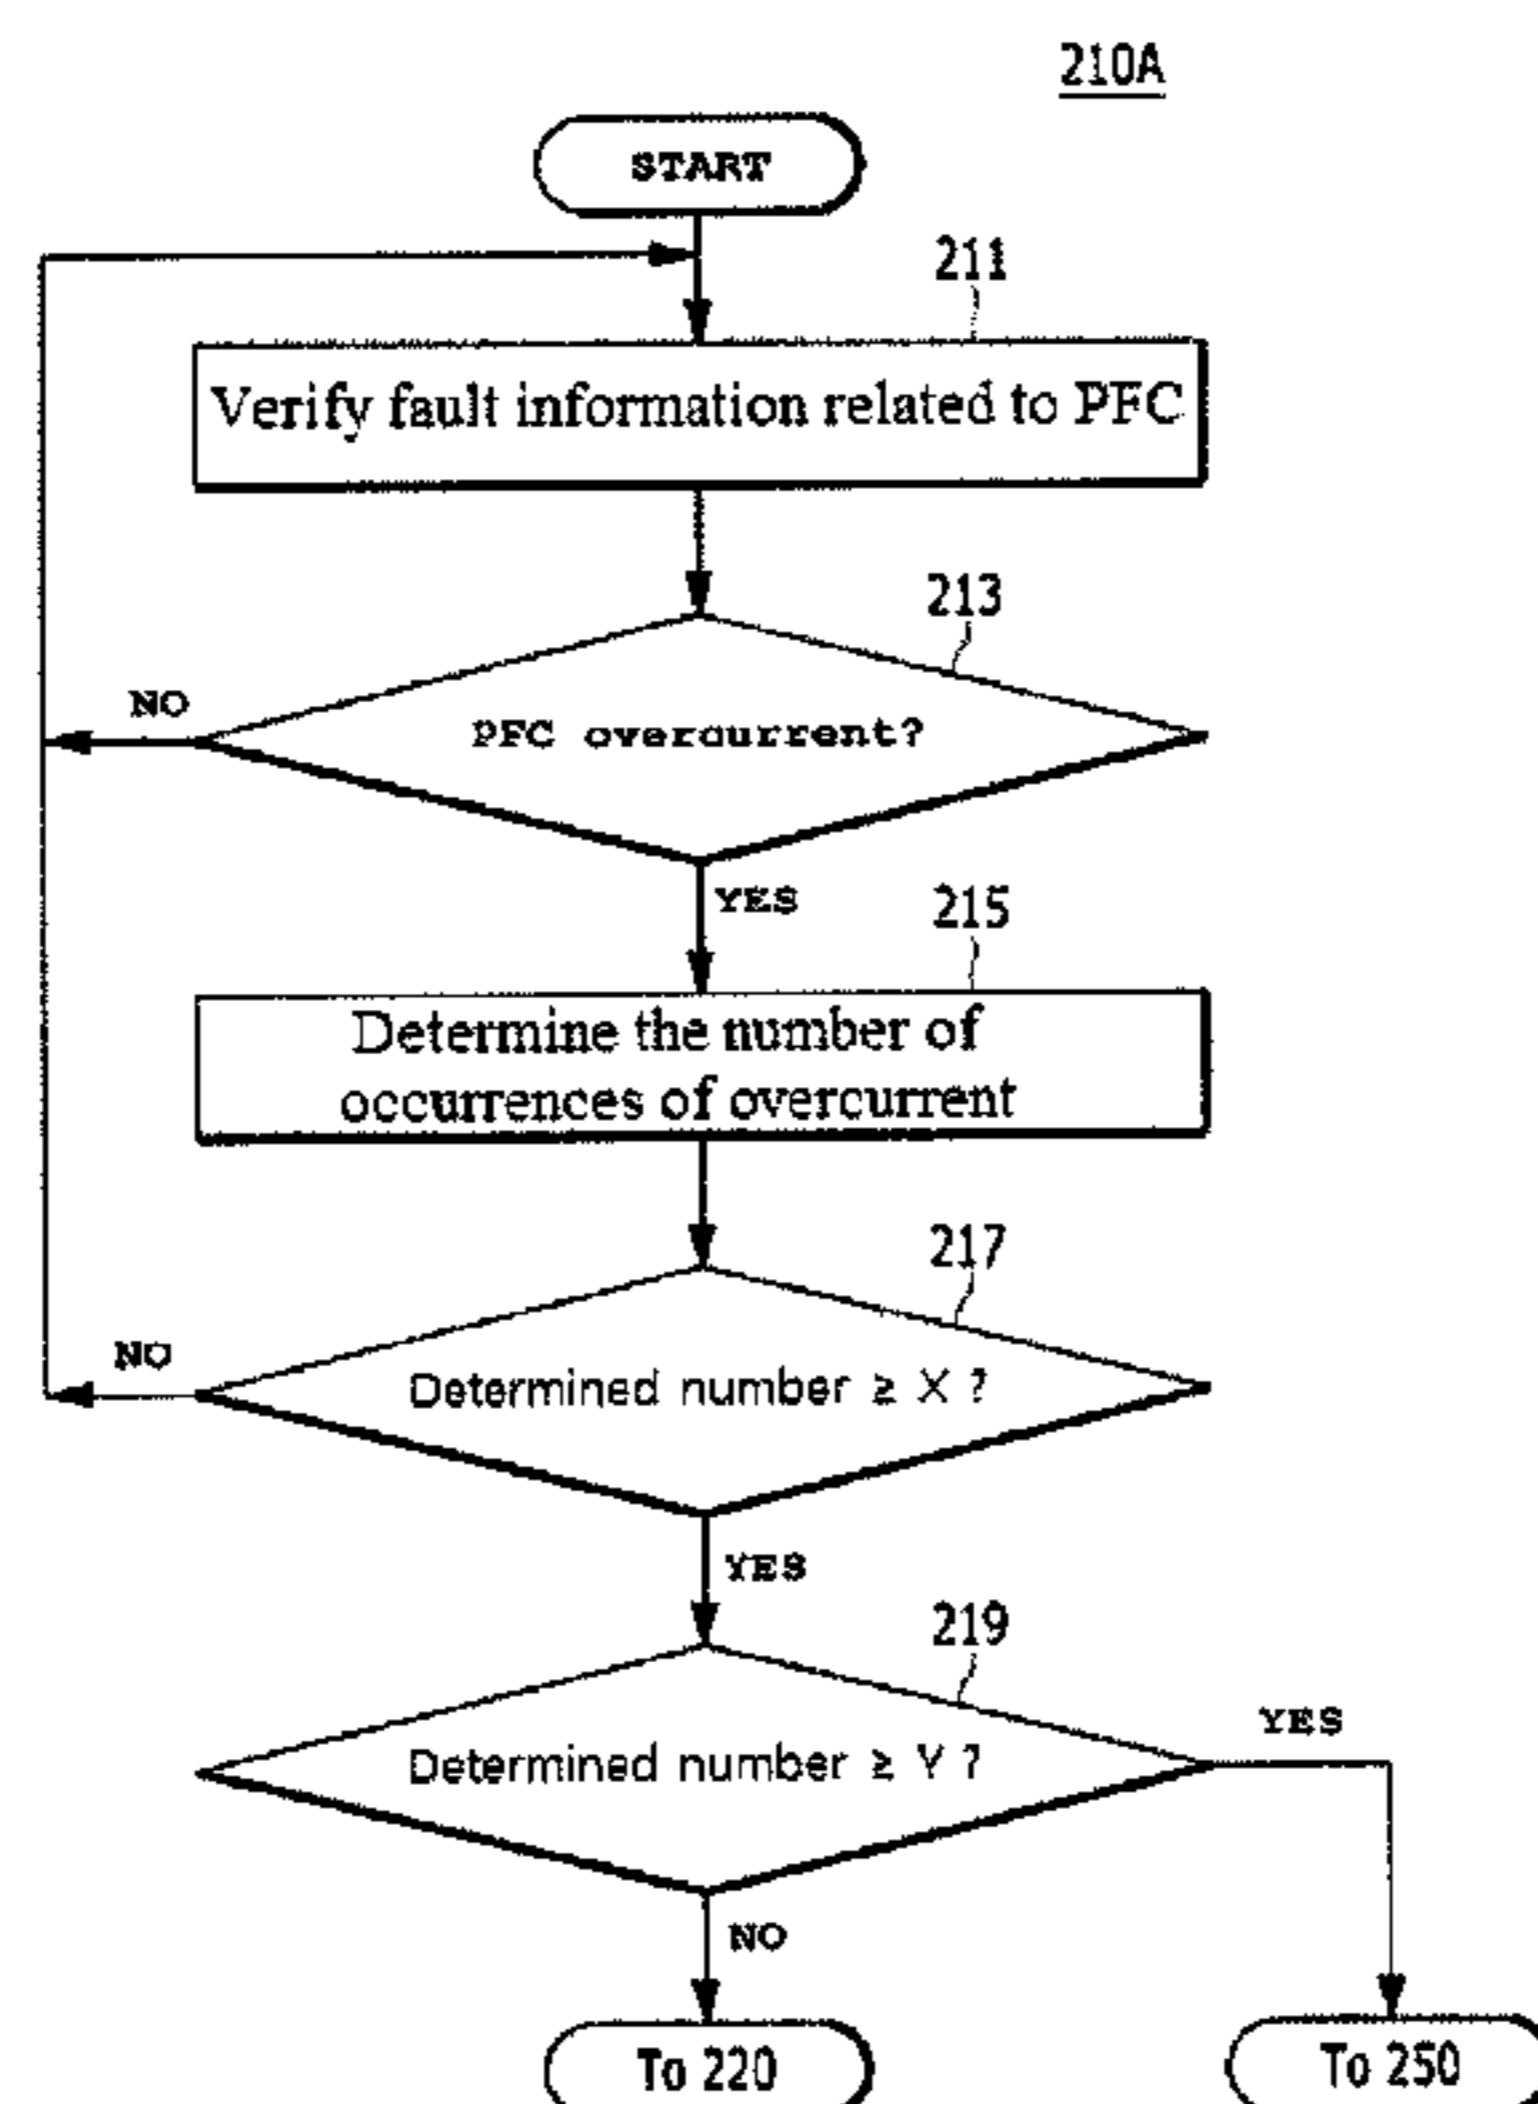 210A
START
211
Verify fault information related to PFC
213
NO
PFC overcurrent?
YES
215
Determine the number of
occurrences of overcurrent
217
NO
Determined number ≥ X ?
YES
219
YES
Determined number ≥ Y ?
NO
To 220
To 250